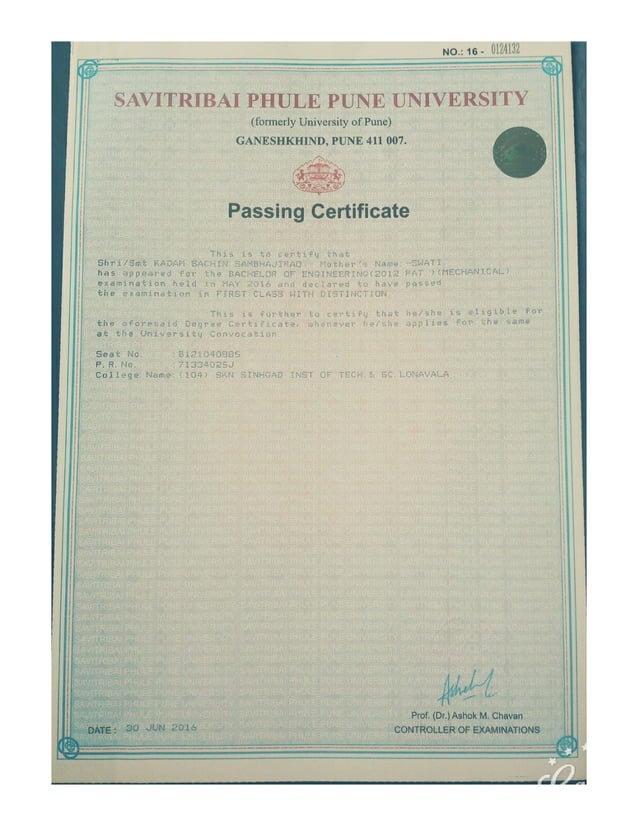 NO.: 16 - 0124132
SAVITRIBAI PHULE PUNE UNIVERSITY
(formerly University of Pune)
GANESHKHIND, PUNE 411 007.
Passing Certificate
This is to certify that
Shri/Smt KADAM SACHIN SAMBHAJIRAO, Mother's Name:-SWATI
has appeared for the BACHELOR OF ENGINEERING(2012 PAT.)(MECHANICAL)
examination held in MAY 2016 and declared to have passed
the examination in FIRST CLASS WITH DISTINCTION.
This is further to certify that he/she is eligible for
the aforesaid Degree Certificate, whenever he/she applies for the same
at the University Convocation
Seat No. : B121040885
P.R.No. : 71334025J
College Name: (104) SKN SINHGAD INST OF TECH.& SC.LONAVALA
Prof. (Dr.) Ashok M. Chavan
DATE : 30 JUN 2016 CONTROLLER OF EXAMINATIONS